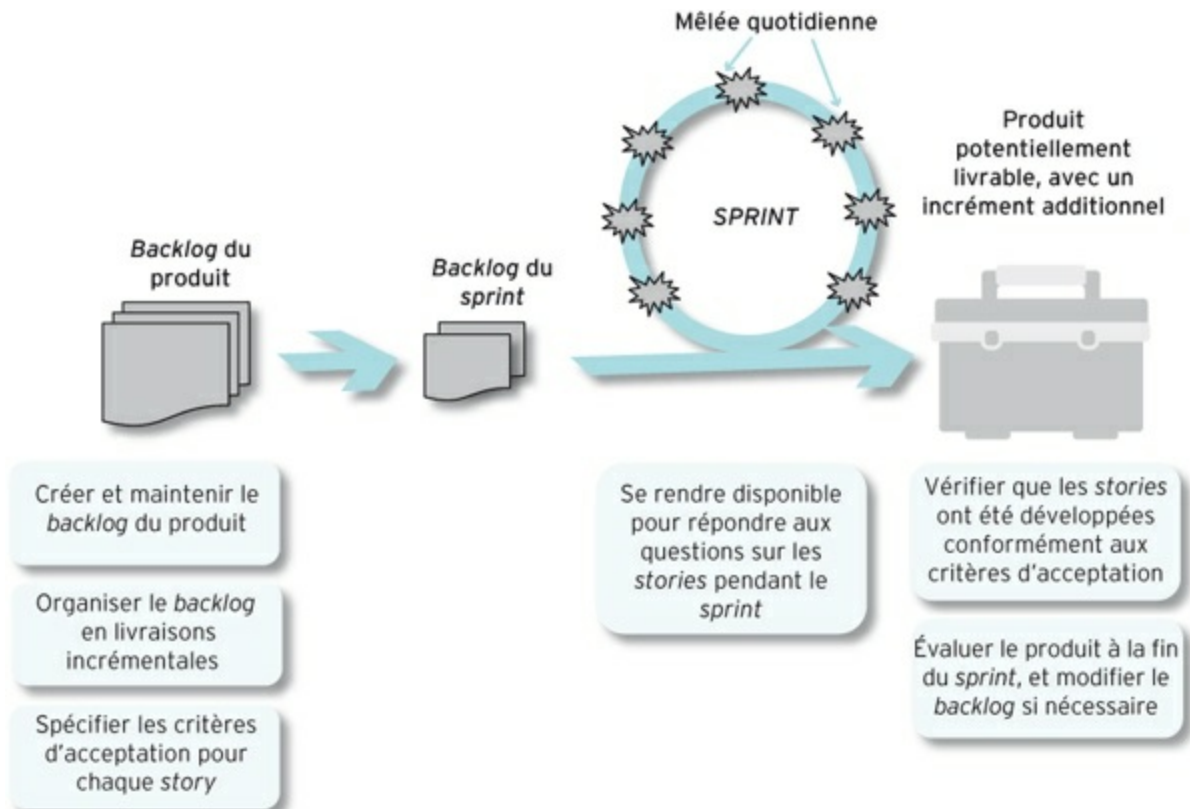 Mêlée quotidienne
Produit
potentiellement
livrable, avec un
incrément additionnel
SPRINT
Backlog du
produit
Backlog du
sprint
Créer et maintenir le
backlog du produit
Organiser le backlog
en livraisons
incrémentales
Spécifier les critères
d'acceptation pour
chaque story
Se rendre disponible
pour répondre aux
questions sur les
stories pendant le
sprint
Vérifier que les stories
ont été développées
conformément aux
critères d'acceptation
Évaluer le produit à la fin
du sprint, et modifier le
backlog si nécessaire